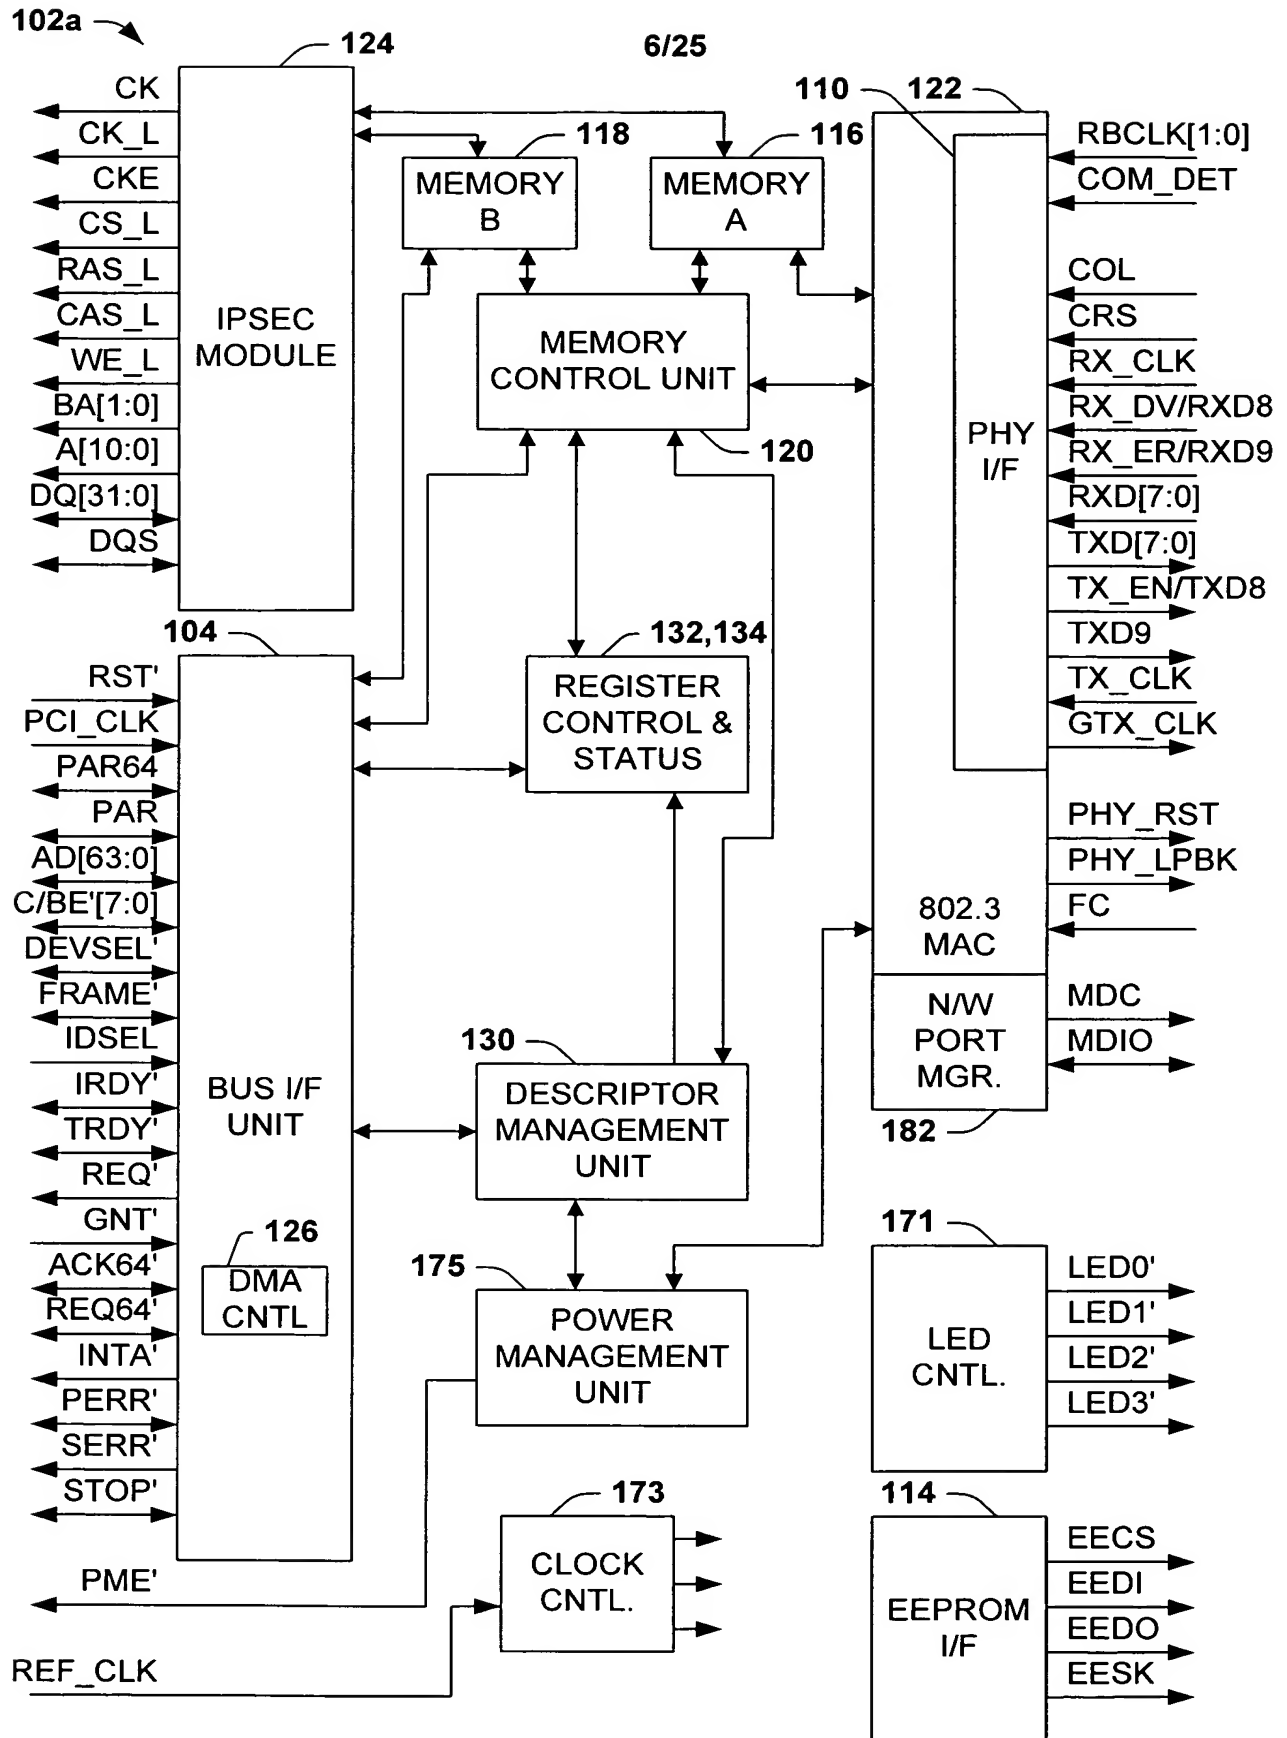 102a
124
6/25
CK
CK_L
CKE
CS_L
RAS_L
CAS_L
WE_L
BA[1:0]
A[10:0]
DQ[31:0]
DQS
IPSEC
MODULE
118
MEMORY
B
116
MEMORY
A
MEMORY
CONTROL UNIT
120
110
122
PHY
I/F
RBCLK[1:0]
COM_DET
COL
CRS
RX_CLK
RX_DV/RXD8
RX_ER/RXD9
RXD[7:0]
TXD[7:0]
TX_EN/TXD8
TXD9
TX_CLK
GTX_CLK
PHY_RST
PHY_LPBK
FC
802.3
MAC
N/W
PORT
MGR.
MDC
MDIO
182
104
RST'
PCI_CLK
PAR64
PAR
AD[63:0]
C/BE'[7:0]
DEVSEL'
FRAME'
IDSEL
IRDY'
TRDY'
REQ'
GNT'
ACK64'
REQ64'
INTA'
PERR'
SERR'
STOP'
PME'
REF_CLK
BUS I/F
UNIT
126
DMA
CNTL
132,134
REGISTER
CONTROL &
STATUS
130
DESCRIPTOR
MANAGEMENT
UNIT
175
POWER
MANAGEMENT
UNIT
173
CLOCK
CNTL.
171
LED
CNTL.
LED0'
LED1'
LED2'
LED3'
114
EEPROM
I/F
EECS
EEDI
EEDO
EESK